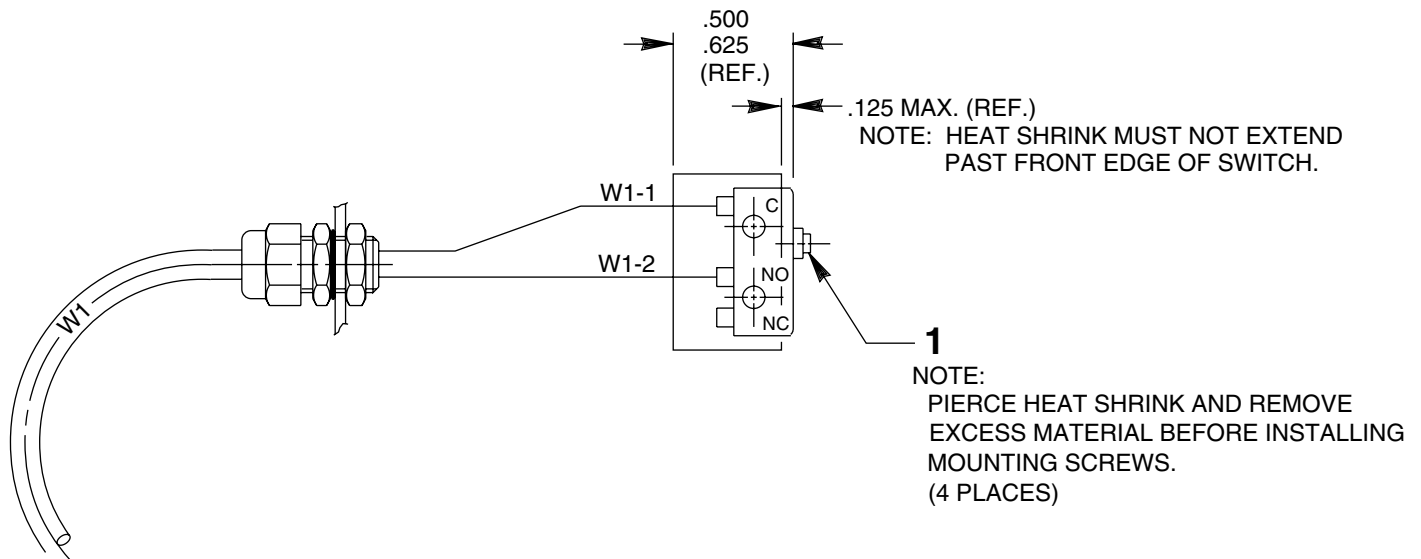 .500
.625
(REF.)
.125 MAX. (REF.)
NOTE: HEAT SHRINK MUST NOT EXTEND
PAST FRONT EDGE OF SWITCH.
W1-1
C
W1-2
NO
NC
W1
1
NOTE:
PIERCE HEAT SHRINK AND REMOVE
EXCESS MATERIAL BEFORE INSTALLING
MOUNTING SCREWS.
(4 PLACES)